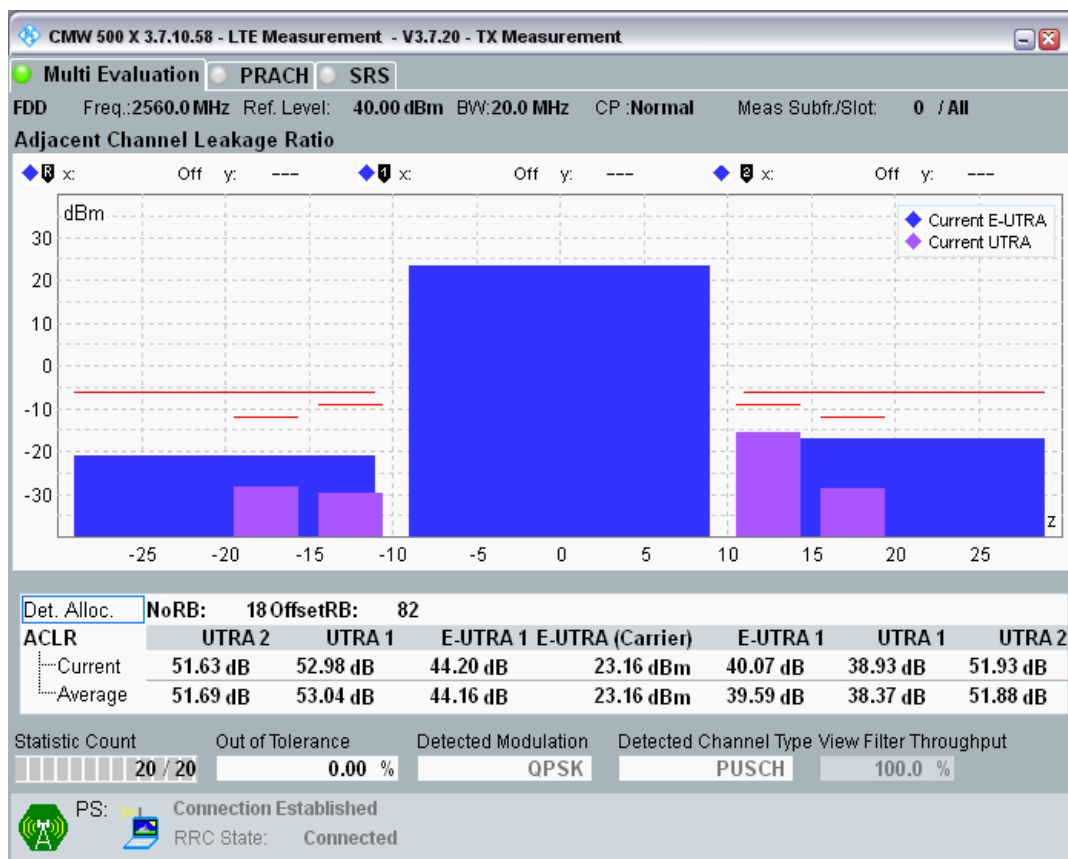 CMW 500 X 3.7.10.58 - LTE Measurement - V3.7.20 - TX Measurement
Multi Evaluation PRACH SRS
FDD Freq.:2560.0 MHz Ref. Level: 40.00 dBm BW:20.0 MHz CP :Normal Meas Subfr./Slot: 0 / All
Adjacent Channel Leakage Ratio
R x: Off y: --- 1 x: Off y: --- 2 x: Off y: ---
dBm
Current E-UTRA
Current UTRA
30
20
10
0
-10
-20
-30
z
-25 -20 -15 -10 -5 0 5 10 15 20 25
Det. Alloc. NoRB: 18 OffsetRB: 82
ACLR UTRA 2 UTRA 1 E-UTRA 1 E-UTRA (Carrier) E-UTRA 1 UTRA 1 UTRA 2
Current 51.63 dB 52.98 dB 44.20 dB 23.16 dBm 40.07 dB 38.93 dB 51.93 dB
Average 51.69 dB 53.04 dB 44.16 dB 23.16 dBm 39.59 dB 38.37 dB 51.88 dB
Statistic Count Out of Tolerance Detected Modulation Detected Channel Type View Filter Throughput
20 / 20 0.00 % QPSK PUSCH 100.0 %
PS: Connection Established
RRC State: Connected